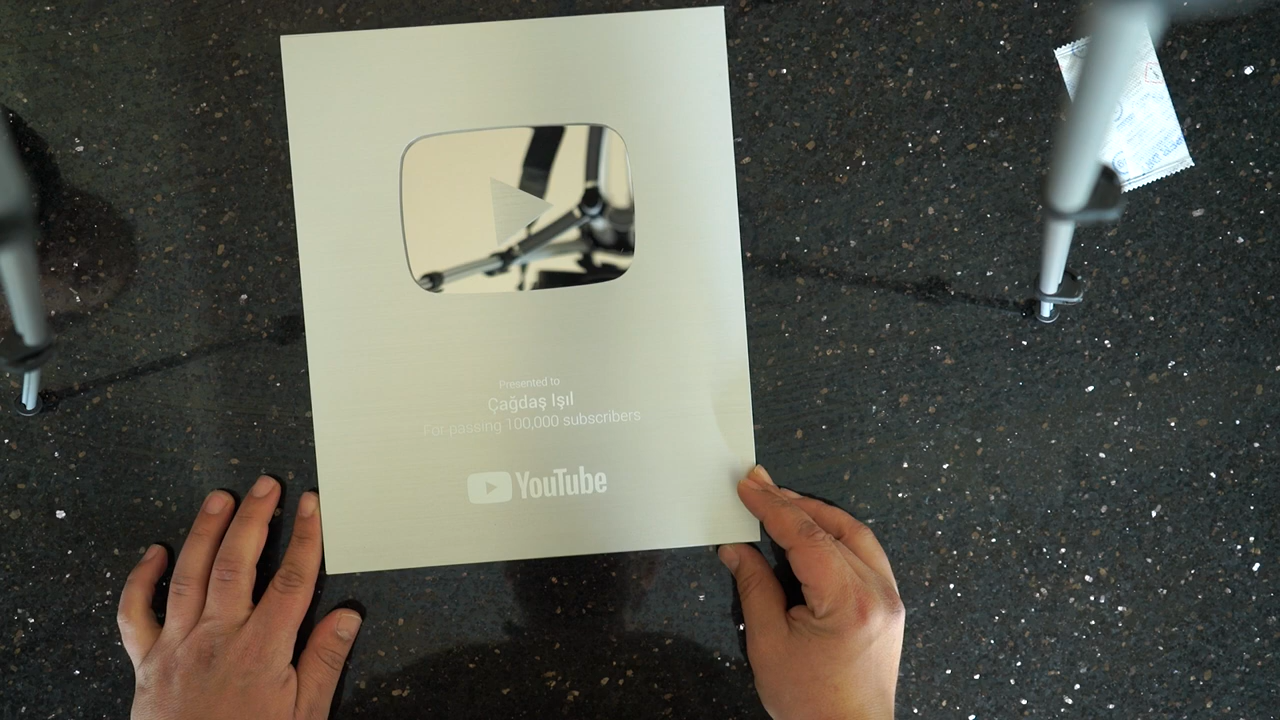 Presented to
Çağdaş Işıl
For passing 100,000 subscribers
YouTube